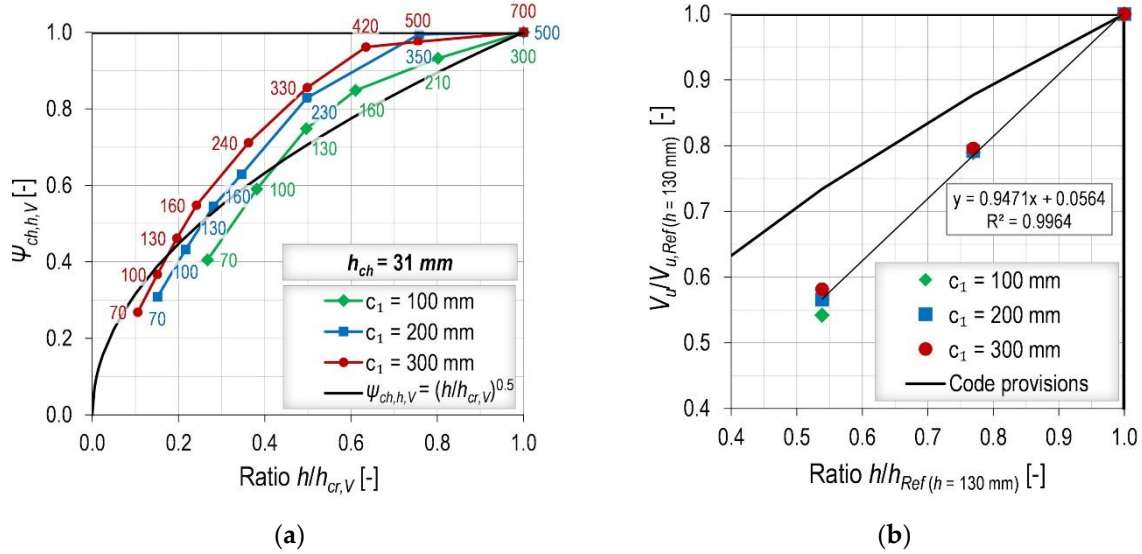 700
420
500
1.0
500
350
300
330
210
0.8
230
160
240
130
ψch,h,V [-]
0.6
160
160
100
130
130
0.4
100
100
70
hch = 31 mm
70
70
0.2
c1 = 100 mm
c1 = 200 mm
c1 = 300 mm
ψch,h,V = (h/hcr,V)^0.5
0.0
0.0 0.2 0.4 0.6 0.8 1.0
Ratio h/hcr,V [-]
(a)
1.0
0.9
0.8
0.7
0.6
0.5
0.4
Vu/Vu,Ref (h = 130 mm) [-]
y = 0.9471x + 0.0564
R² = 0.9964
c1 = 100 mm
c1 = 200 mm
c1 = 300 mm
Code provisions
0.4 0.5 0.6 0.7 0.8 0.9 1.0
Ratio h/hRef (h = 130 mm) [-]
(b)